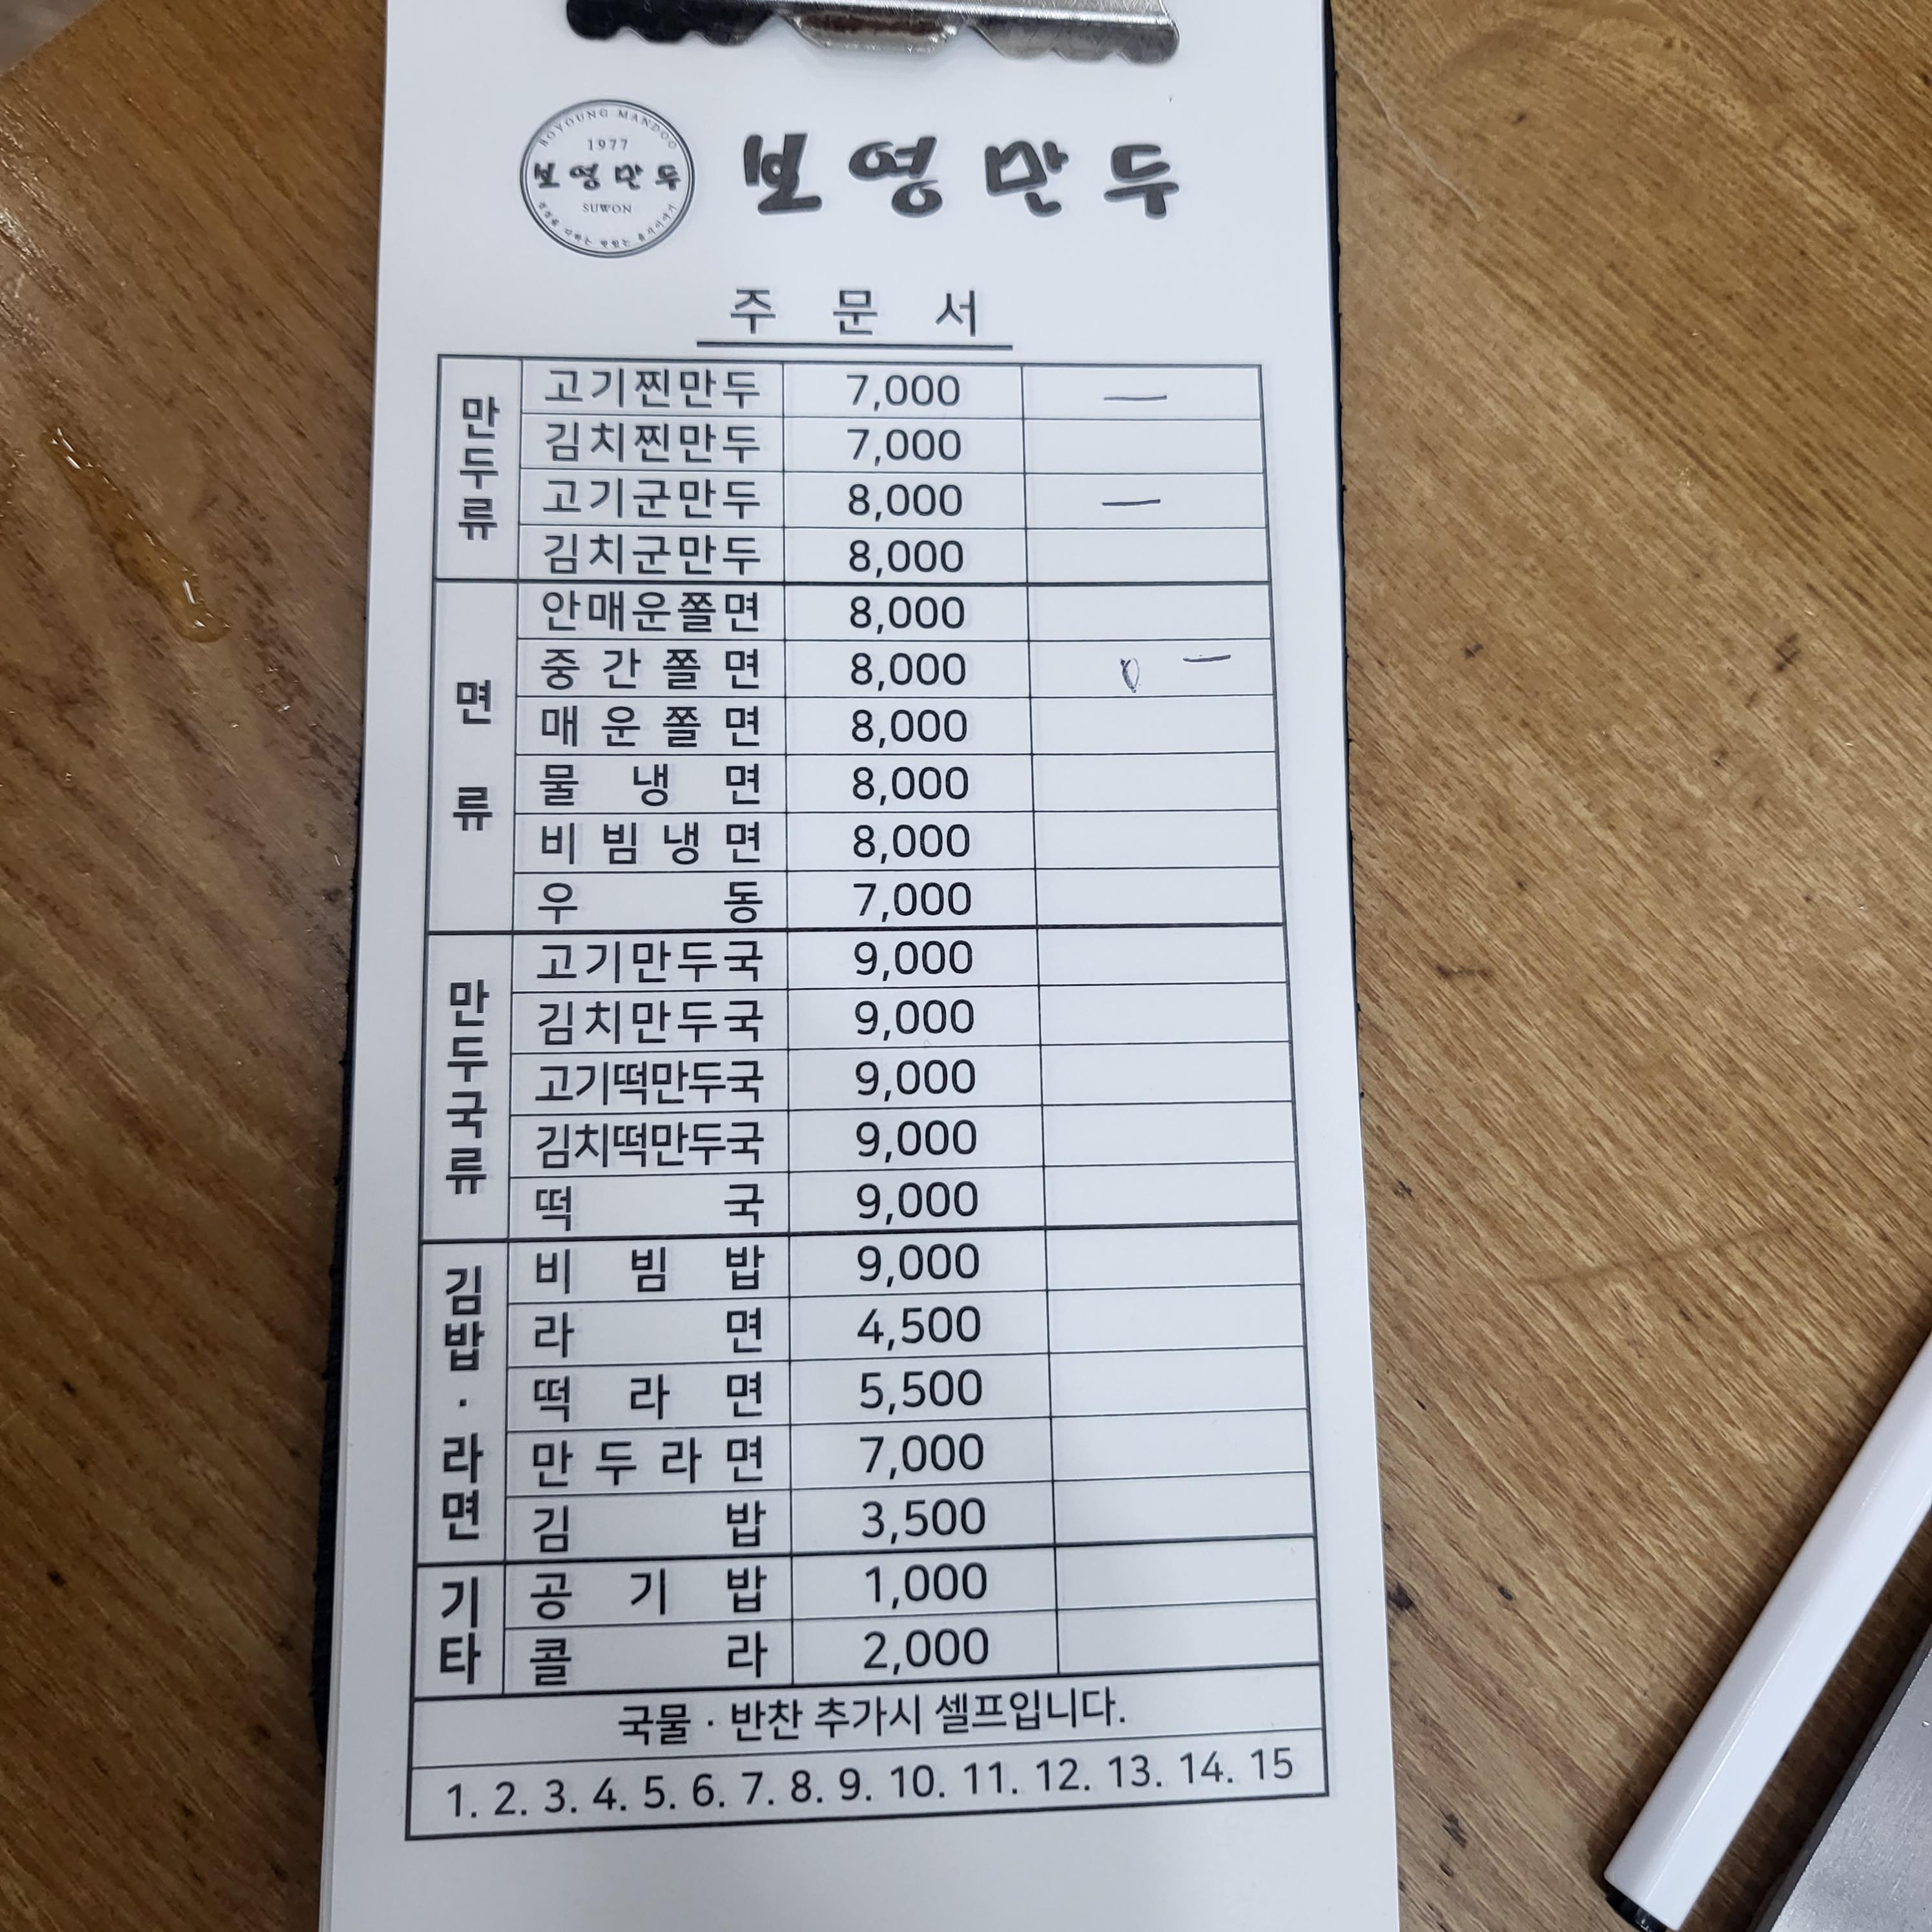 BOYOUNG MANDOO
1977
보영만두
SUWON
보영만두
주문서
만두류
고기찐만두 7,000 —
김치찐만두 7,000
고기군만두 8,000 —
김치군만두 8,000
면류
안매운쫄면 8,000
중간쫄면 8,000 —
매운쫄면 8,000
물냉면 8,000
비빔냉면 8,000
우동 7,000
만두국류
고기만두국 9,000
김치만두국 9,000
고기떡만두국 9,000
김치떡만두국 9,000
떡국 9,000
김밥·라면
비빔밥 9,000
라면 4,500
떡라면 5,500
만두라면 7,000
김밥 3,500
기타
공기밥 1,000
콜라 2,000
국물·반찬 추가시 셀프입니다.
1. 2. 3. 4. 5. 6. 7. 8. 9. 10. 11. 12. 13. 14. 15